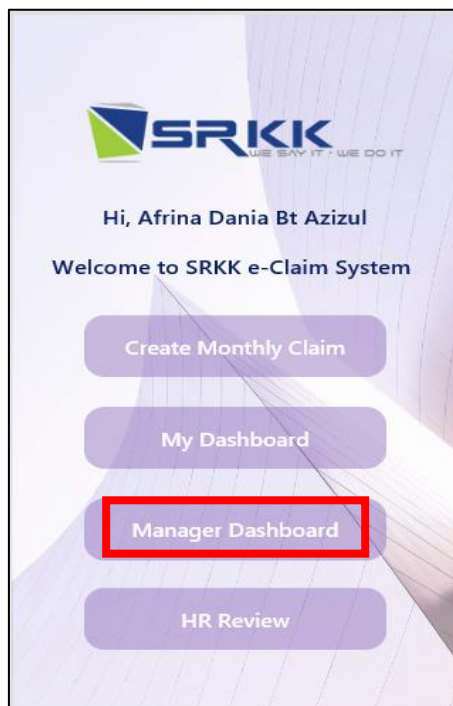 SRKK
WE SAY IT - WE DO IT
Hi, Afrina Dania Bt Azizul
Welcome to SRKK e-Claim System
Create Monthly Claim
My Dashboard
Manager Dashboard
HR Review